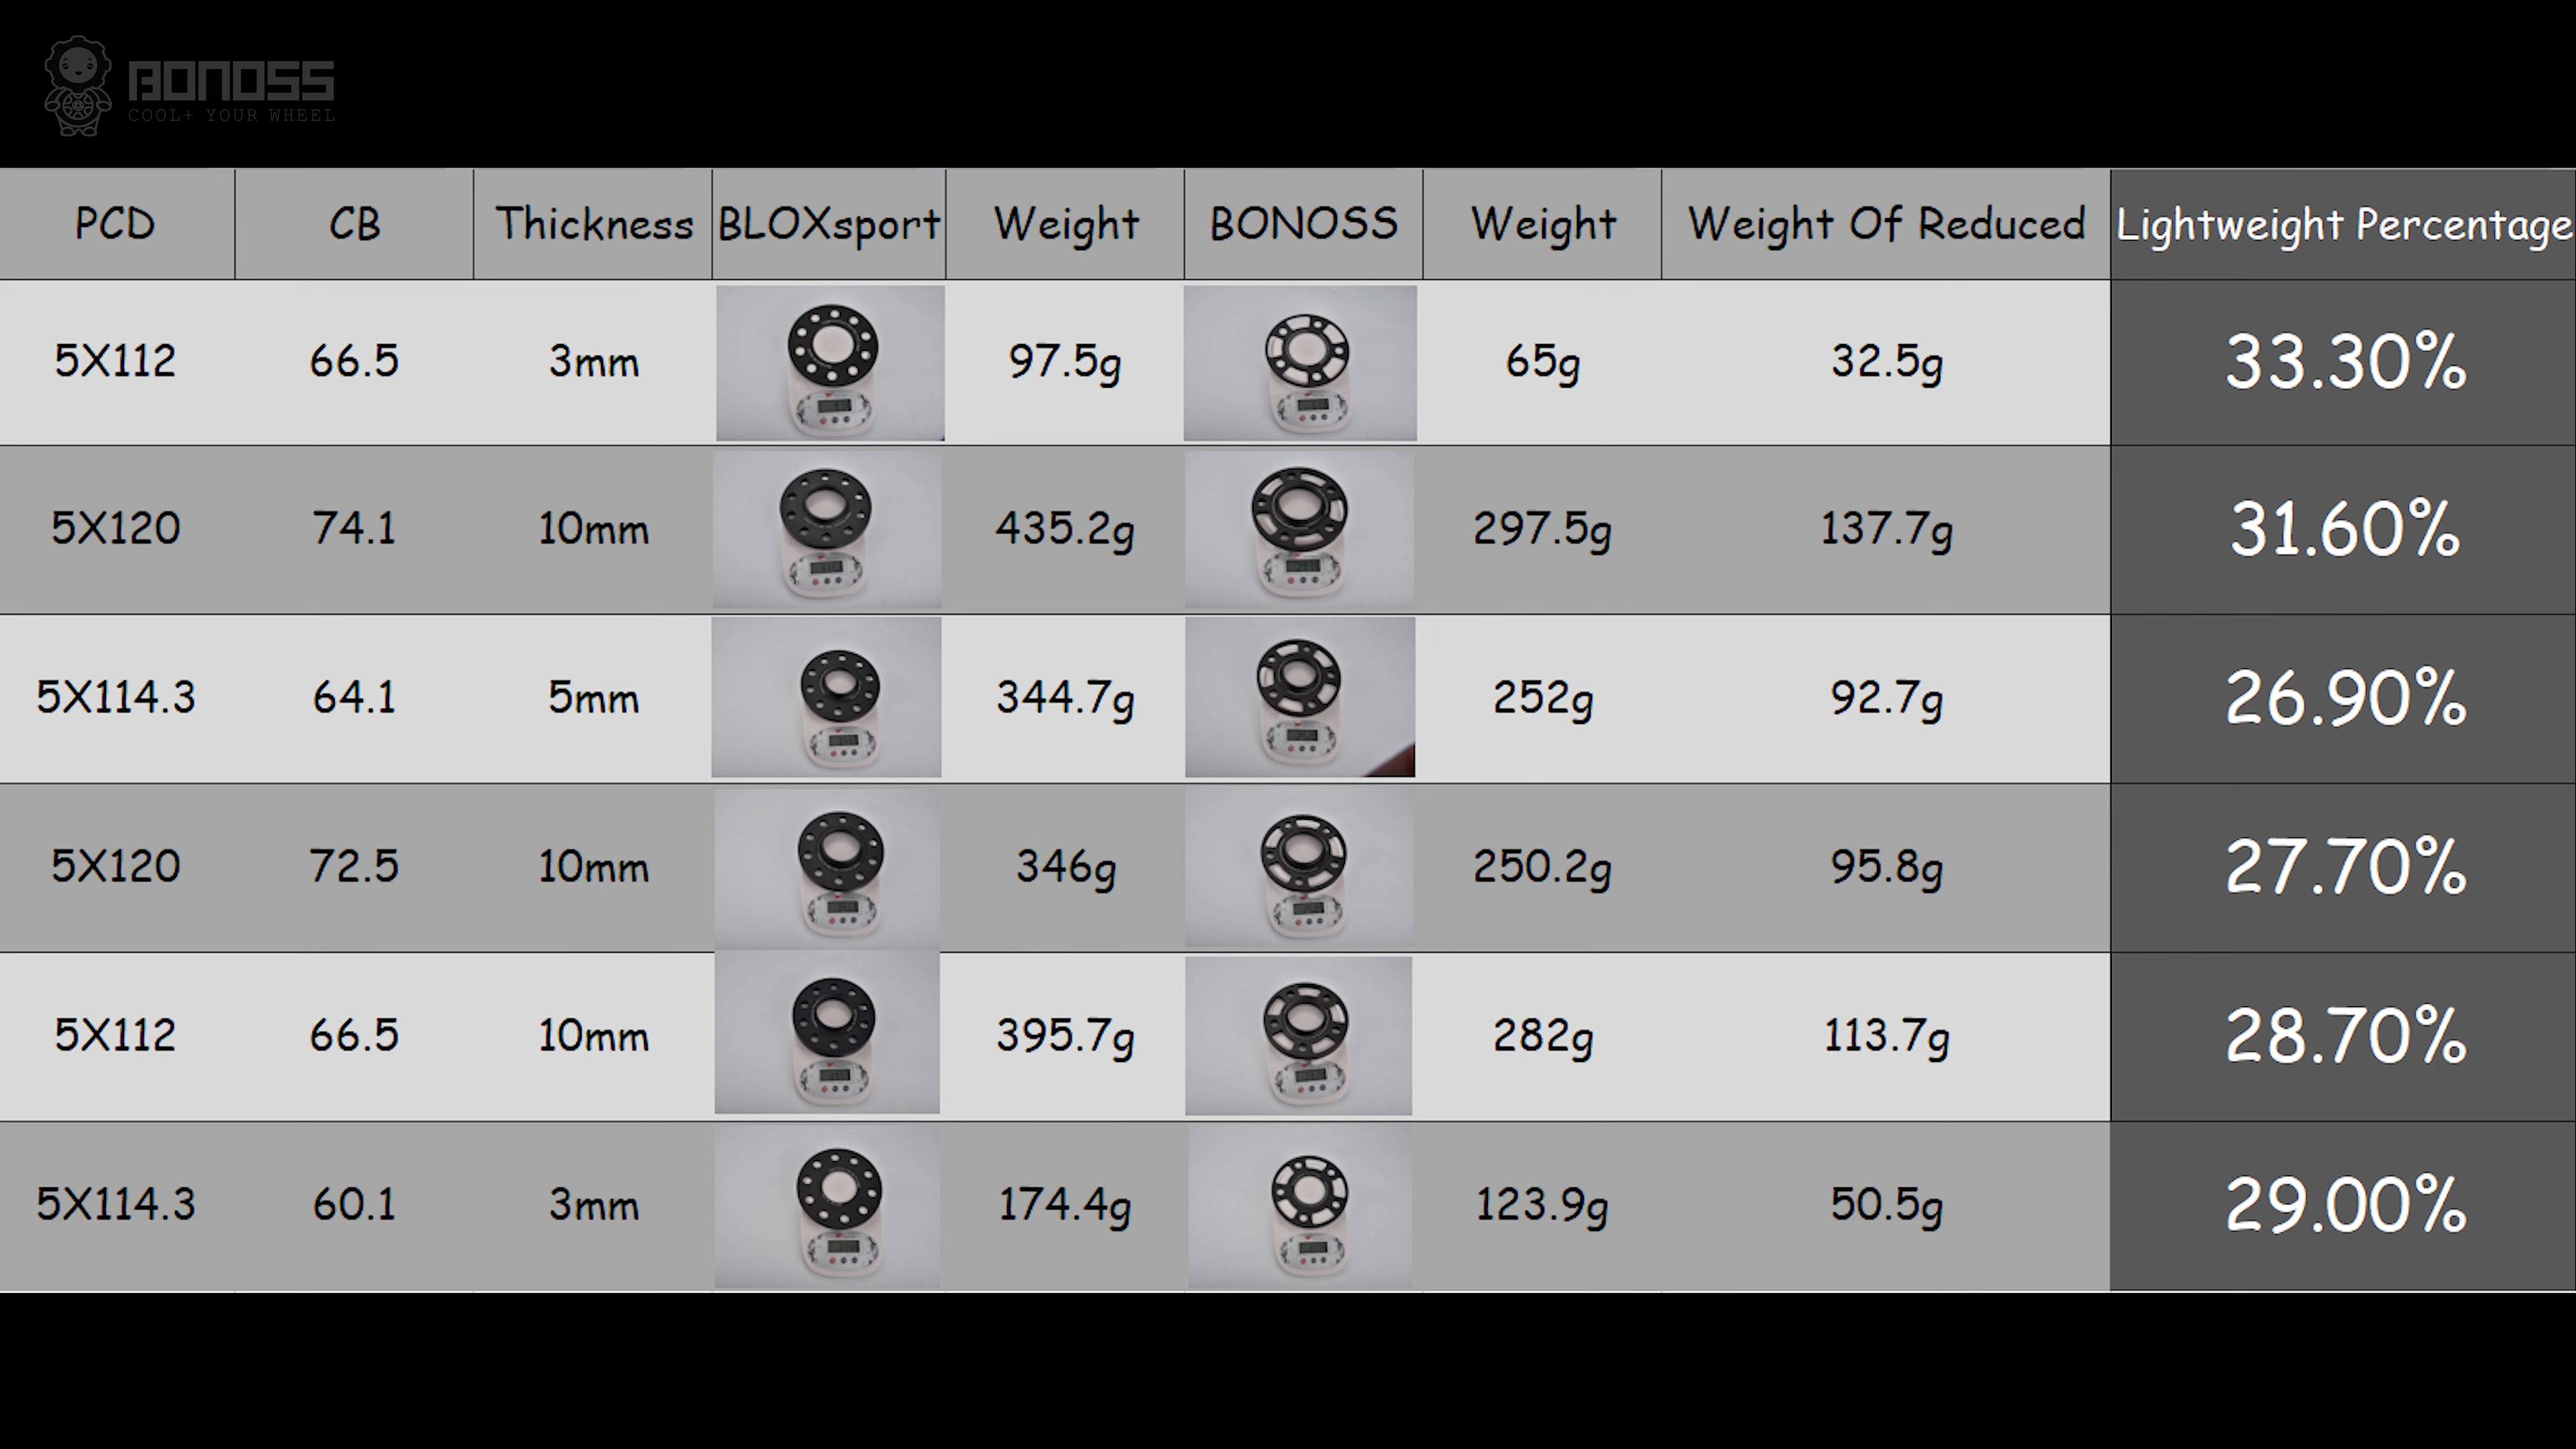 BONOSS
COOL+ YOUR WHEEL
PCD CB Thickness BLOXsport Weight BONOSS Weight Weight Of Reduced Lightweight Percentage
5X112 66.5 3mm 97.5g 65g 32.5g 33.30%
5X120 74.1 10mm 435.2g 297.5g 137.7g 31.60%
5X114.3 64.1 5mm 344.7g 252g 92.7g 26.90%
5X120 72.5 10mm 346g 250.2g 95.8g 27.70%
5X112 66.5 10mm 395.7g 282g 113.7g 28.70%
5X114.3 60.1 3mm 174.4g 123.9g 50.5g 29.00%